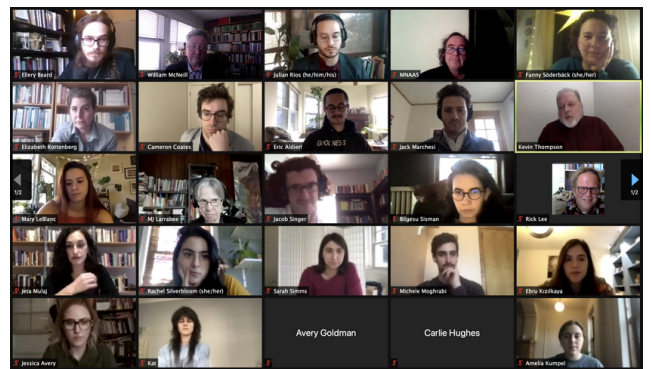 Ellery Beard
William McNeill
Julian Rios (he/him/his)
MNAAS
Fanny Söderbäck (she/her)
Elizabeth Rottenberg
Cameron Coates
Eric Aldieri
GOOLNESS
Jack Marchesi
Kevin Thompson
1/2
Mary LeBlanc
MJ Larrabee
Jacob Singer
Bilgesu Sisman
Rick Lee
1/2
Jeta Mulaj
Rachel Silverbloom (she/her)
Sarah Simms
Michele Moghrabi
Ebru Kızılkaya
Jessica Avery
Kat
Avery Goldman
Carlie Hughes
Amelia Kumpel